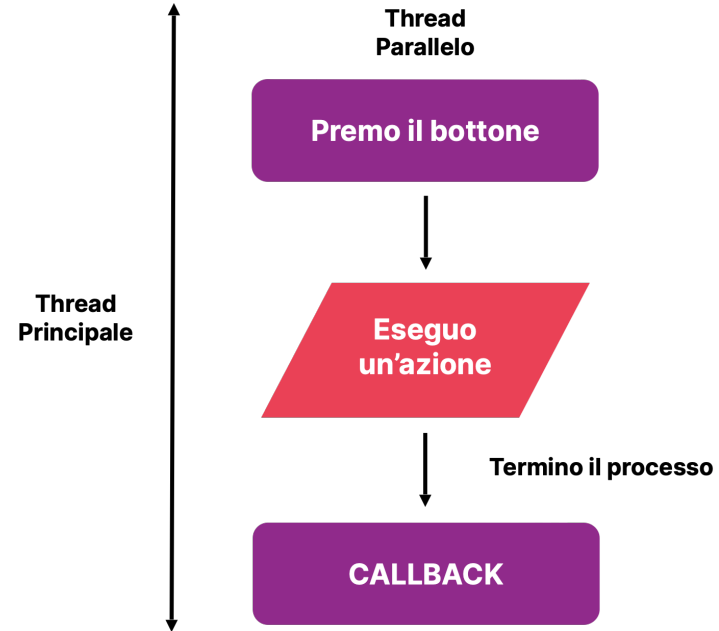 Thread
Parallelo
Premo il bottone
Thread
Principale
Eseguo
un’azione
Termino il processo
CALLBACK